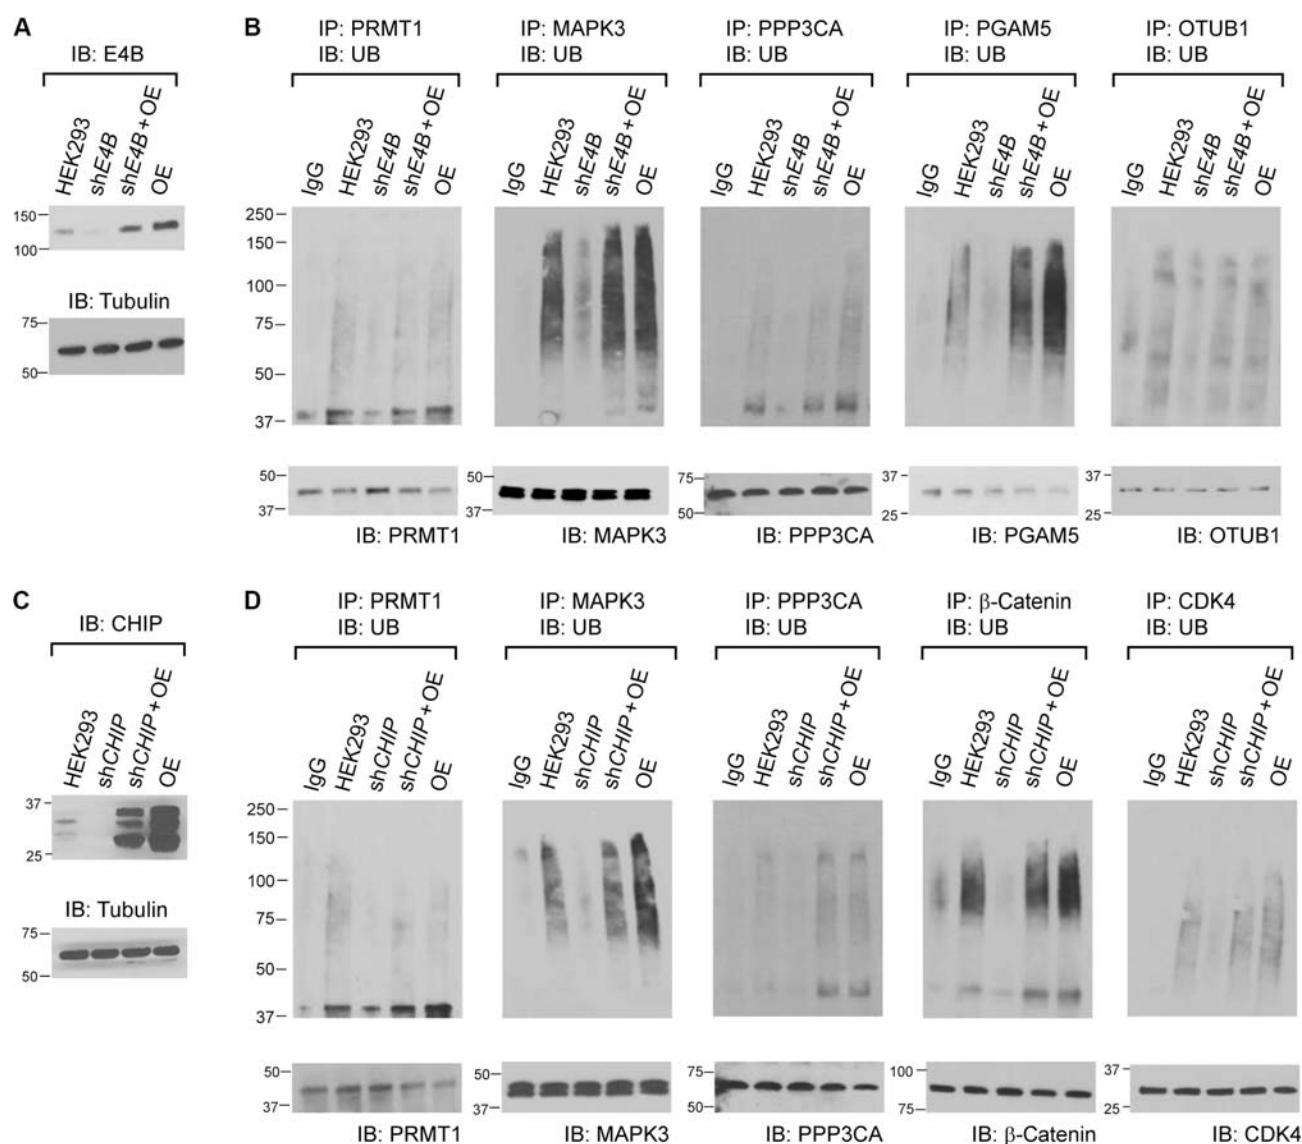 A
IB: E4B
HEK293
shE4B
shE4B + OE
OE
150
100
IB: Tubulin
75
50
B
IP: PRMT1
IB: UB
IP: MAPK3
IB: UB
IP: PPP3CA
IB: UB
IP: PGAM5
IB: UB
IP: OTUB1
IB: UB
IgG
HEK293
shE4B
shE4B + OE
OE
IgG
HEK293
shE4B
shE4B + OE
OE
IgG
HEK293
shE4B
shE4B + OE
OE
IgG
HEK293
shE4B
shE4B + OE
OE
IgG
HEK293
shE4B
shE4B + OE
OE
250
150
100
75
50
37
50
37
IB: PRMT1
50
37
IB: MAPK3
75
50
IB: PPP3CA
37
25
IB: PGAM5
37
25
IB: OTUB1
C
IB: CHIP
HEK293
shCHIP
shCHIP + OE
OE
37
25
IB: Tubulin
75
50
D
IP: PRMT1
IB: UB
IP: MAPK3
IB: UB
IP: PPP3CA
IB: UB
IP: β-Catenin
IB: UB
IP: CDK4
IB: UB
IgG
HEK293
shCHIP
shCHIP + OE
OE
IgG
HEK293
shCHIP
shCHIP + OE
OE
IgG
HEK293
shCHIP
shCHIP + OE
OE
IgG
HEK293
shCHIP
shCHIP + OE
OE
IgG
HEK293
shCHIP
shCHIP + OE
OE
250
150
100
75
50
37
50
37
IB: PRMT1
50
37
IB: MAPK3
75
50
IB: PPP3CA
100
75
IB: β-Catenin
37
25
IB: CDK4